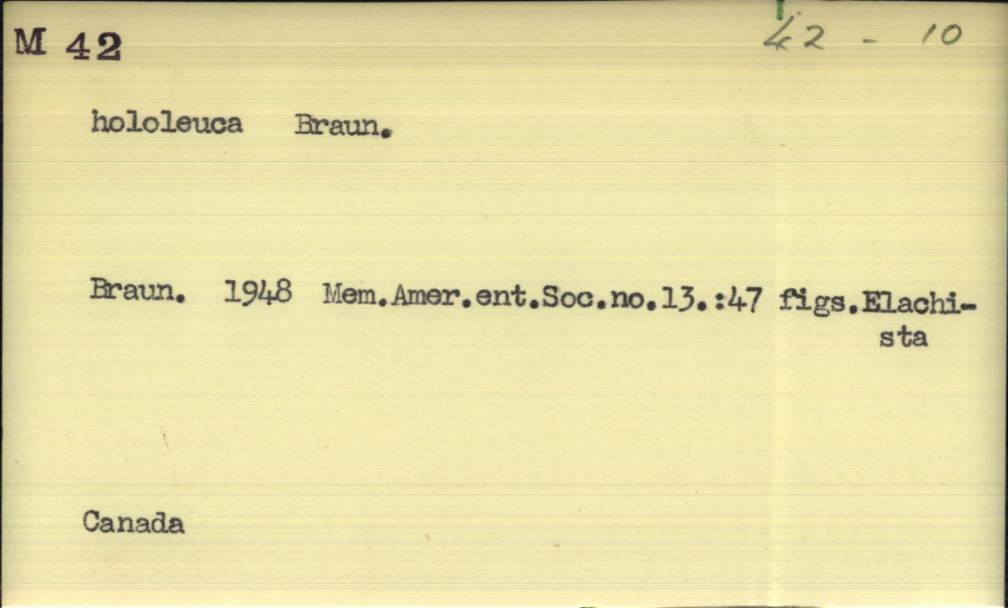 M 42
42 - 10
hololeuca Braun.
Braun. 1948 Mem.Amer.ent.Soc.no.13.:47 figs.Elachi-
sta
Canada